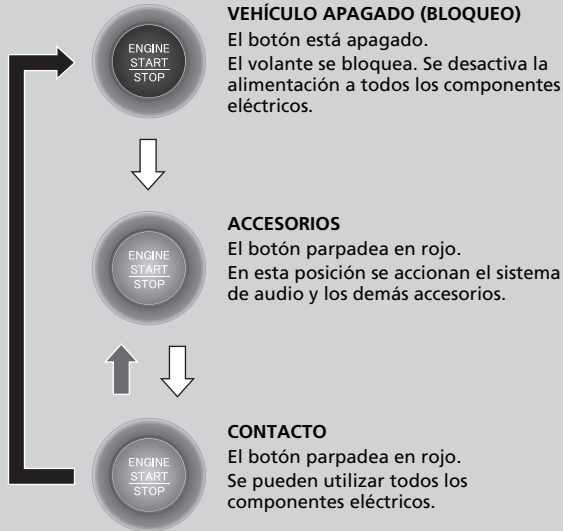 ENGINE
START
STOP
VEHÍCULO APAGADO (BLOQUEO)
El botón está apagado.
El volante se bloquea. Se desactiva la
alimentación a todos los componentes
eléctricos.
ENGINE
START
STOP
ACCESORIOS
El botón parpadea en rojo.
En esta posición se accionan el sistema
de audio y los demás accesorios.
ENGINE
START
STOP
CONTACTO
El botón parpadea en rojo.
Se pueden utilizar todos los
componentes eléctricos.